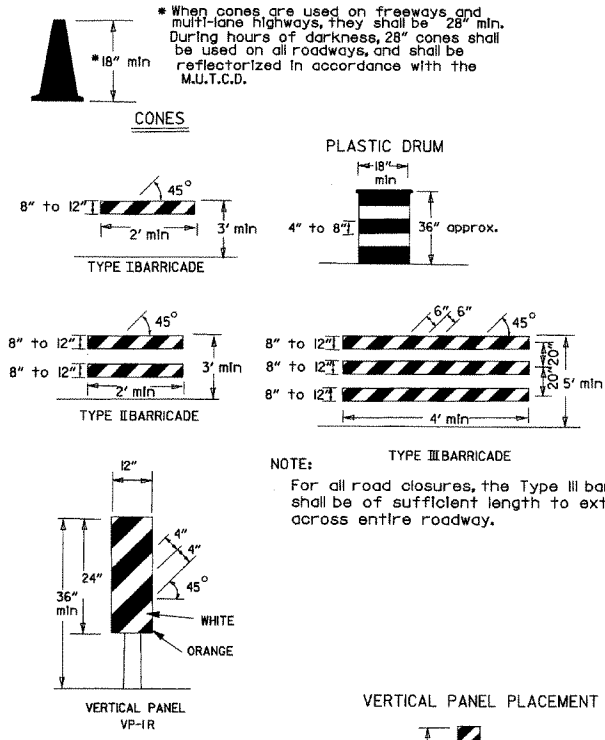 * When cones are used on freeways and
multi-lane highways, they shall be 28" min.
During hours of darkness, 28" cones shall
be used on all roadways, and shall be
reflectorized in accordance with the
M.U.T.C.D.
*18" min
CONES
PLASTIC DRUM
18"
min
4" to 8"
36" approx.
45°
8" to 12"
2' min
3' min
TYPE I BARRICADE
45°
8" to 12"
8" to 12"
2' min
3' min
TYPE II BARRICADE
6" 6"
45°
8" to 12"
8" to 12"
8" to 12"
20"
20"
5' min
4' min
TYPE III BARRICADE
NOTE:
For all road closures, the Type III bar
shall be of sufficient length to ext
across entire roadway.
12"
4"
4"
45°
24"
36"
min
WHITE
ORANGE
VERTICAL PANEL
VP-1R
VERTICAL PANEL PLACEMENT